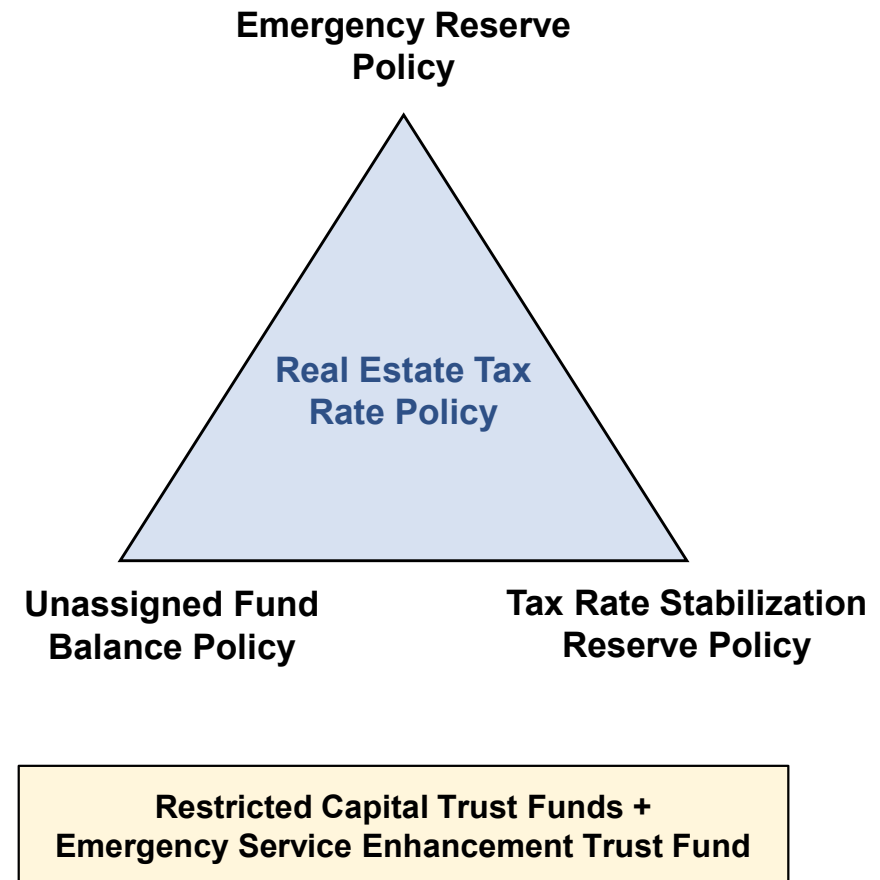 Emergency Reserve
Policy
Real Estate Tax
Rate Policy
Unassigned Fund
Balance Policy
Tax Rate Stabilization
Reserve Policy
Restricted Capital Trust Funds +
Emergency Service Enhancement Trust Fund